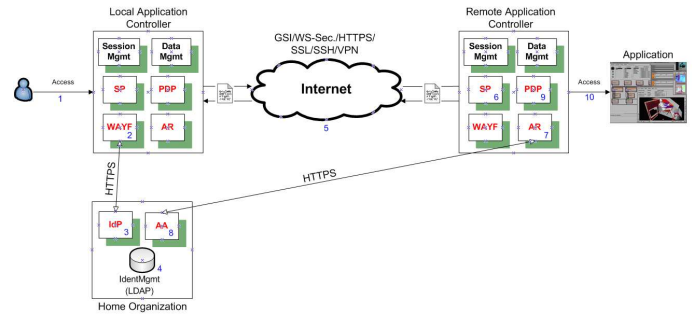 Local Application
Controller
Remote Application
Controller
GSI/WS-Sec./HTTPS/
SSL/SSH/VPN
Session
Mgmt
Data
Mgmt
Session
Mgmt
Data
Mgmt
Application
Access
1
SP
PDP
Internet
5
SP
6
PDP
9
Access
10
WAYF
2
AR
WAYF
AR
7
HTTPS
HTTPS
IdP
3
AA
8
4
IdentMgmt
(LDAP)
Home Organization